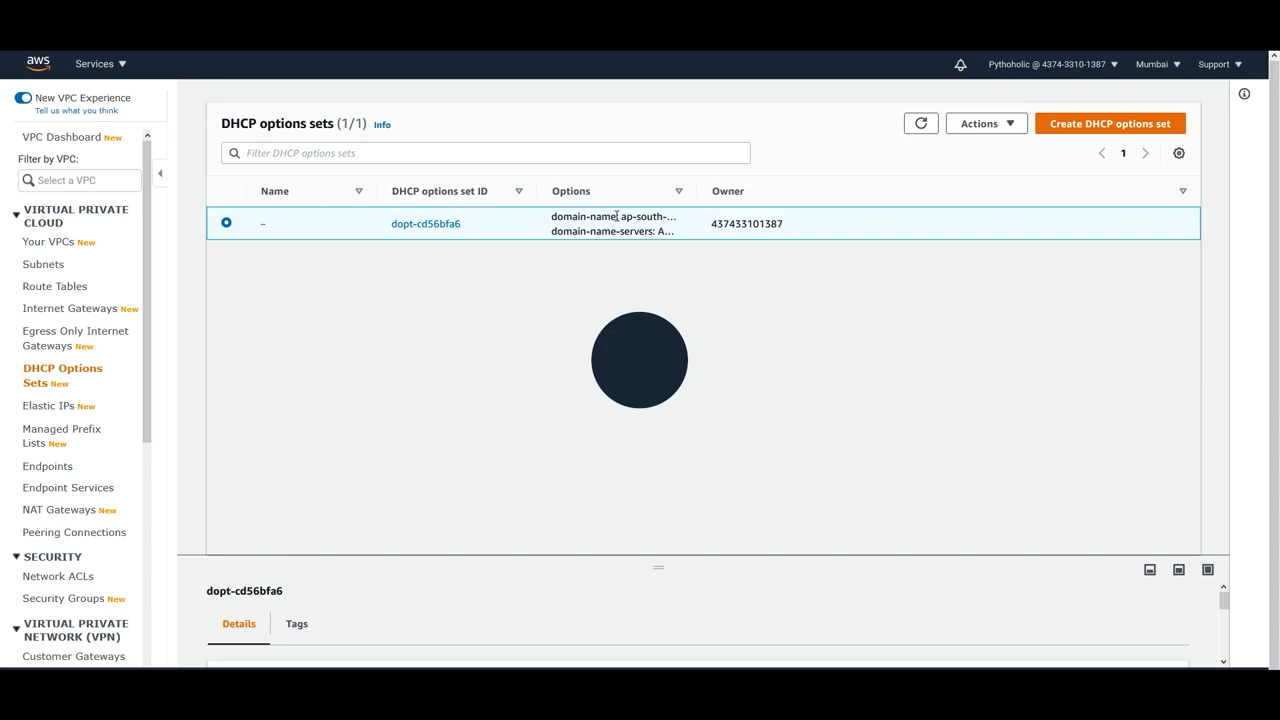 aws
Services
Pythoholic @ 4374-3310-1387
Mumbai
Support
New VPC Experience
Tell us what you think
VPC Dashboard New
Filter by VPC:
Select a VPC
VIRTUAL PRIVATE
CLOUD
Your VPCs New
Subnets
Route Tables
Internet Gateways New
Egress Only Internet
Gateways New
DHCP Options
Sets New
Elastic IPs New
Managed Prefix
Lists New
Endpoints
Endpoint Services
NAT Gateways New
Peering Connections
SECURITY
Network ACLs
Security Groups New
VIRTUAL PRIVATE
NETWORK (VPN)
Customer Gateways
DHCP options sets (1/1) Info
Actions
Create DHCP options set
Filter DHCP options sets
1
Name
DHCP options set ID
Options
Owner
–
dopt-cd56bfa6
domain-name: ap-south-...
domain-name-servers: A...
437433101387
dopt-cd56bfa6
Details
Tags